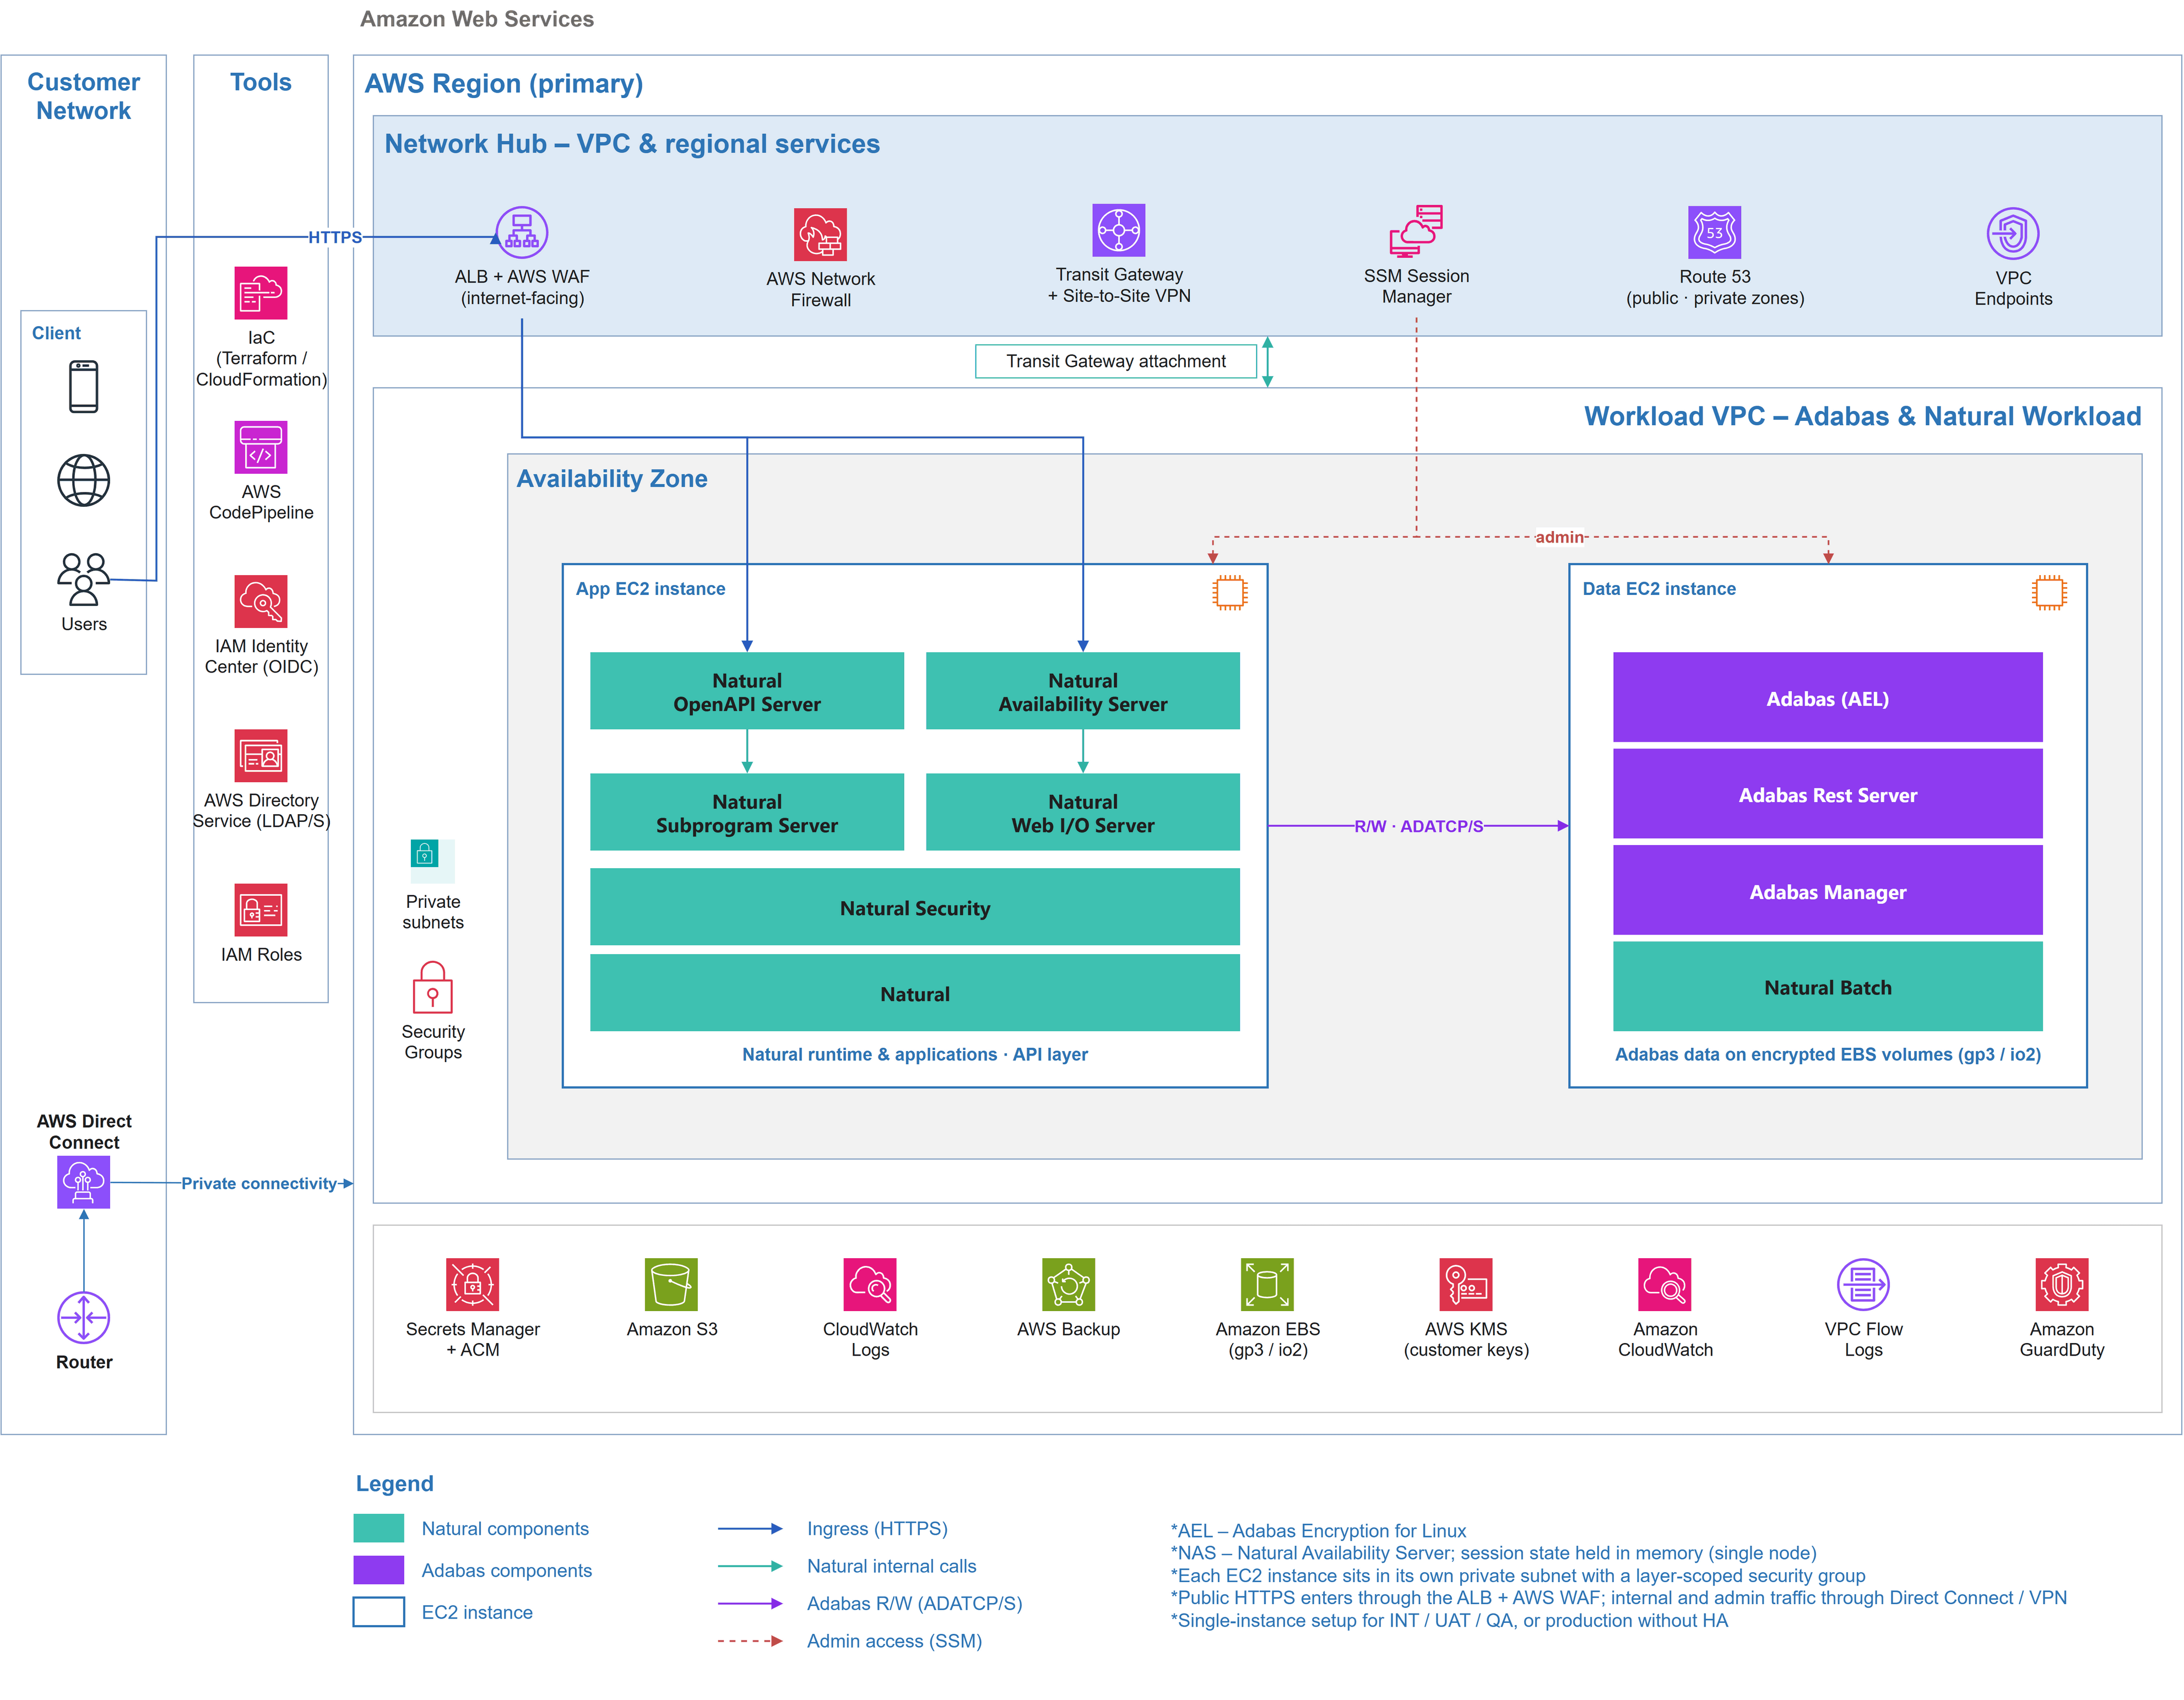 Amazon Web Services
Customer
Network
Tools
AWS Region (primary)
Network Hub – VPC & regional services
HTTPS
ALB + AWS WAF
(internet-facing)
AWS Network
Firewall
Transit Gateway
+ Site-to-Site VPN
SSM Session
Manager
53
Route 53
(public · private zones)
VPC
Endpoints
Client
Users
IaC
(Terraform /
CloudFormation)
AWS
CodePipeline
IAM Identity
Center (OIDC)
AWS Directory
Service (LDAP/S)
IAM Roles
Transit Gateway attachment
Workload VPC – Adabas & Natural Workload
Availability Zone
admin
App EC2 instance
Natural
OpenAPI Server
Natural
Availability Server
Natural
Subprogram Server
Natural
Web I/O Server
Natural Security
Natural
Natural runtime & applications · API layer
R/W · ADATCP/S
Data EC2 instance
Adabas (AEL)
Adabas Rest Server
Adabas Manager
Natural Batch
Adabas data on encrypted EBS volumes (gp3 / io2)
Private
subnets
Security
Groups
AWS Direct
Connect
Private connectivity
Router
Secrets Manager
+ ACM
Amazon S3
CloudWatch
Logs
AWS Backup
Amazon EBS
(gp3 / io2)
AWS KMS
(customer keys)
Amazon
CloudWatch
VPC Flow
Logs
Amazon
GuardDuty
Legend
Natural components
Adabas components
EC2 instance
Ingress (HTTPS)
Natural internal calls
Adabas R/W (ADATCP/S)
Admin access (SSM)
*AEL – Adabas Encryption for Linux
*NAS – Natural Availability Server; session state held in memory (single node)
*Each EC2 instance sits in its own private subnet with a layer-scoped security group
*Public HTTPS enters through the ALB + AWS WAF; internal and admin traffic through Direct Connect / VPN
*Single-instance setup for INT / UAT / QA, or production without HA